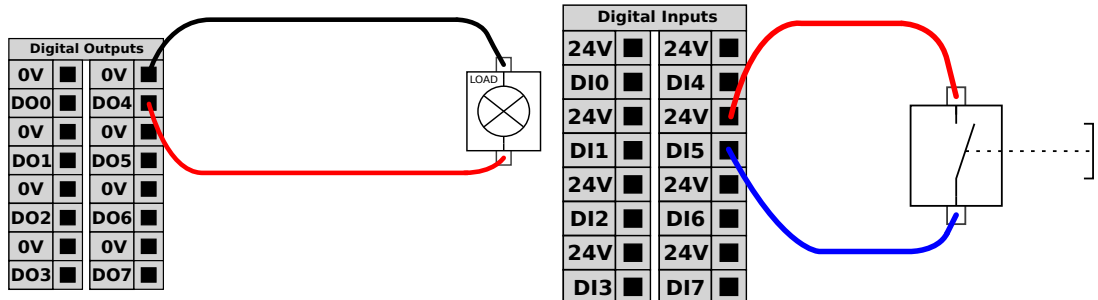 Digital Outputs
0V 0V
DO0 DO4
0V 0V
DO1 DO5
0V 0V
DO2 DO6
0V 0V
DO3 DO7
LOAD
Digital Inputs
24V 24V
DI0 DI4
24V 24V
DI1 DI5
24V 24V
DI2 DI6
24V 24V
DI3 DI7